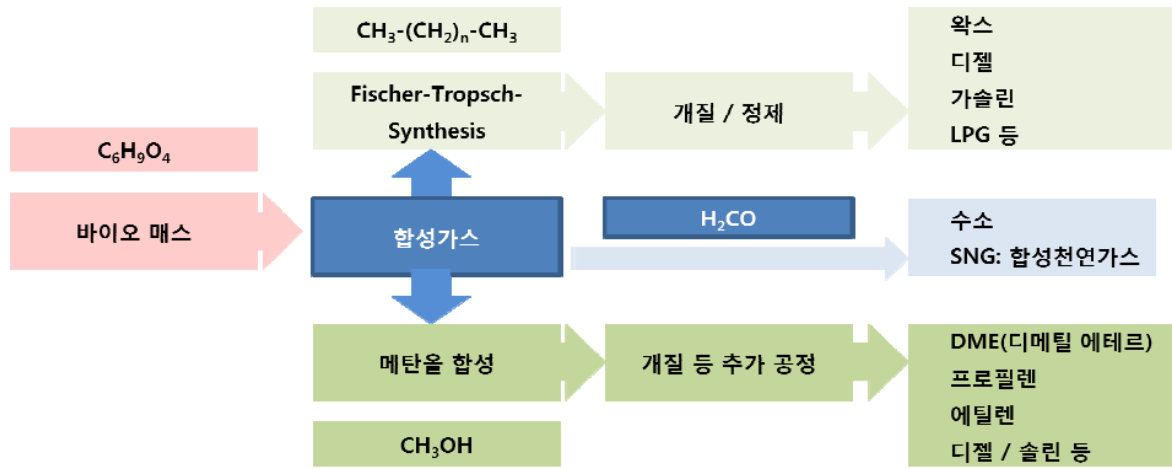 C₆H₉O₄
바이오 매스
CH₃-(CH₂)ₙ-CH₃
Fischer-Tropsch-
Synthesis
개질 / 정제
왁스
디젤
가솔린
LPG 등
합성가스
H₂CO
수소
SNG: 합성천연가스
메탄올 합성
CH₃OH
개질 등 추가 공정
DME(디메틸 에테르)
프로필렌
에틸렌
디젤 / 솔린 등